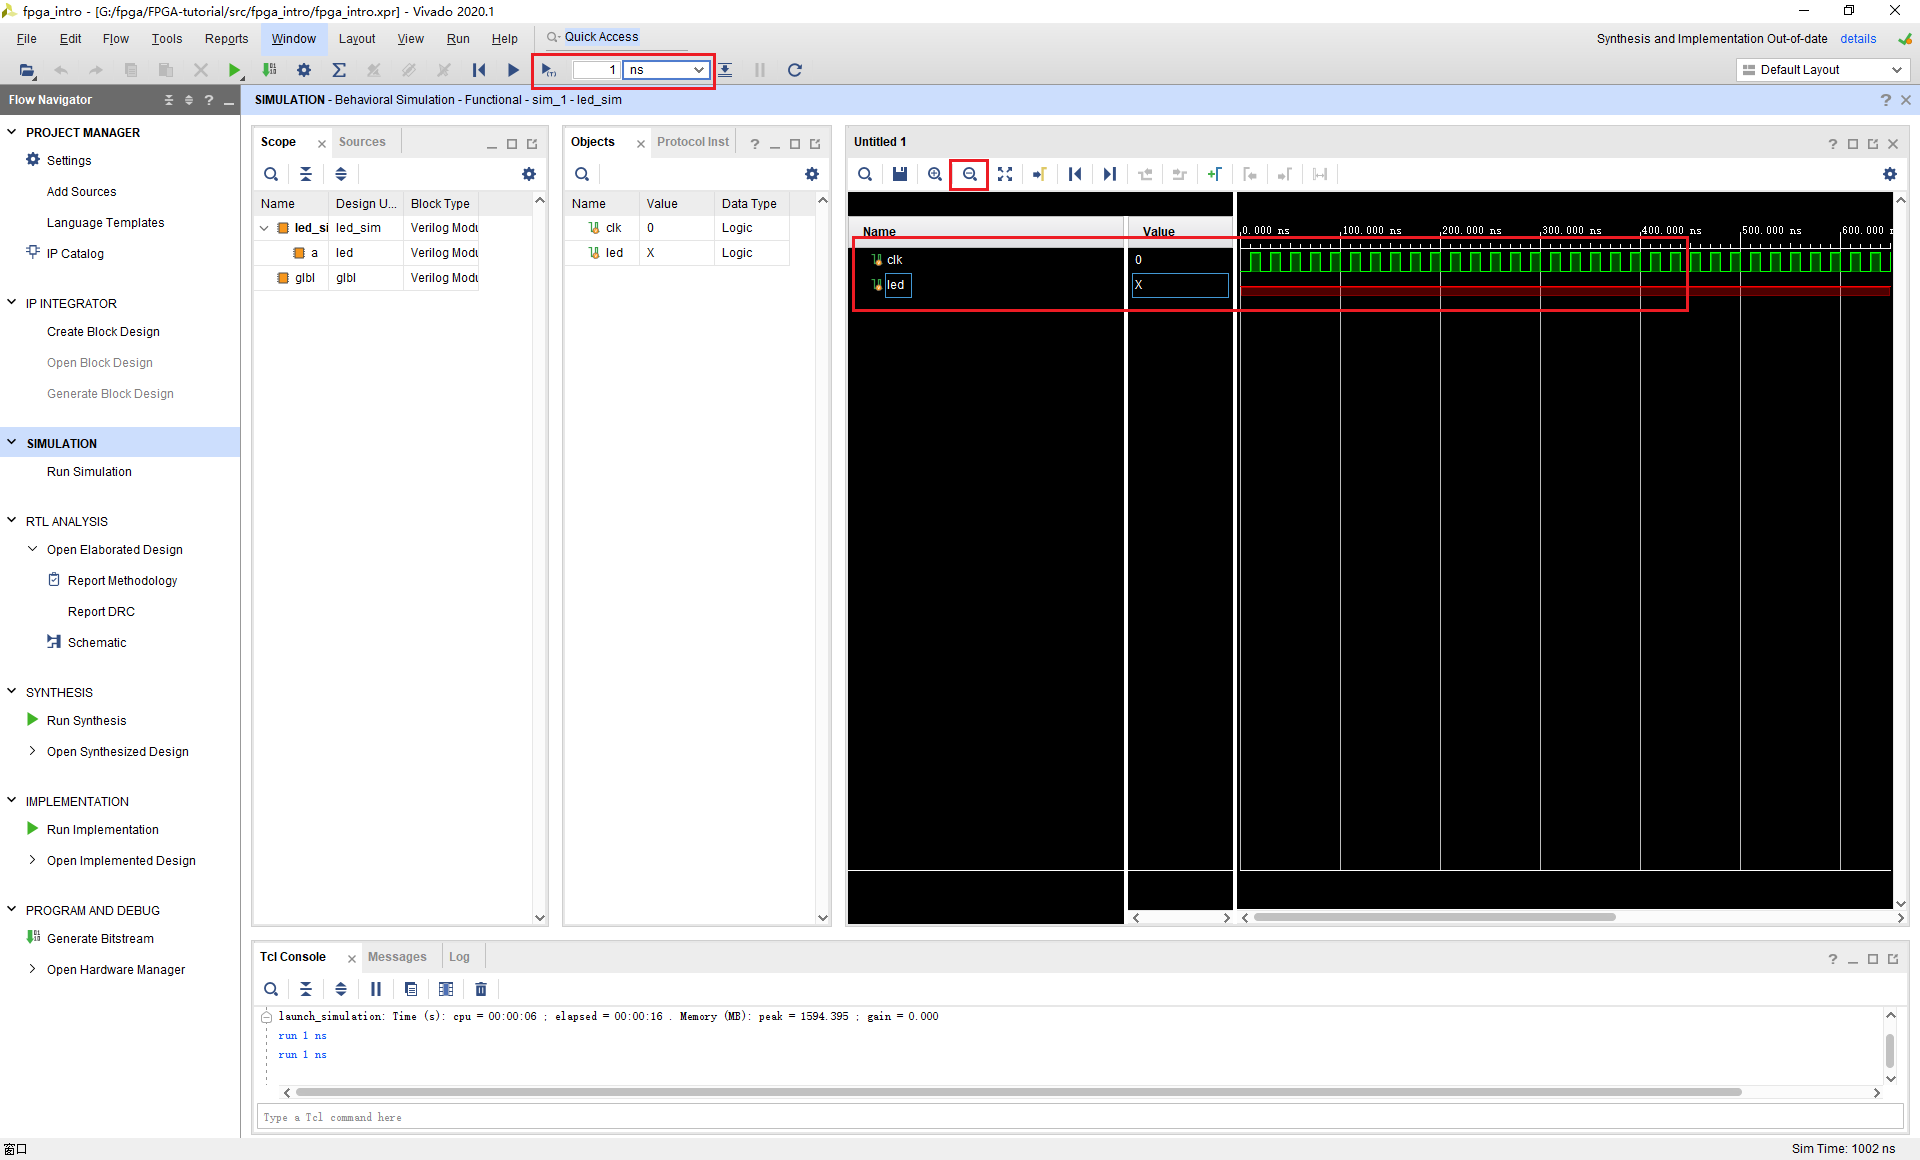 fpga_intro - [G:/fpga/FPGA-tutorial/src/fpga_intro/fpga_intro.xpr] - Vivado 2020.1
File Edit Flow Tools Reports Window Layout View Run Help Quick Access
Synthesis and Implementation Out-of-date details
1 ns
Default Layout
Flow Navigator
SIMULATION - Behavioral Simulation - Functional - sim_1 - led_sim
PROJECT MANAGER
Settings
Add Sources
Language Templates
IP Catalog
IP INTEGRATOR
Create Block Design
Open Block Design
Generate Block Design
SIMULATION
Run Simulation
RTL ANALYSIS
Open Elaborated Design
Report Methodology
Report DRC
Schematic
SYNTHESIS
Run Synthesis
Open Synthesized Design
IMPLEMENTATION
Run Implementation
Open Implemented Design
PROGRAM AND DEBUG
Generate Bitstream
Open Hardware Manager
Scope Sources
Name Design U... Block Type
led_si led_sim Verilog Modu
a led Verilog Modu
glbl glbl Verilog Modu
Objects Protocol Inst
Name Value Data Type
clk 0 Logic
led X Logic
Untitled 1
Name Value
0.000 ns 100.000 ns 200.000 ns 300.000 ns 400.000 ns 500.000 ns 600.000 n
clk 0
led X
Tcl Console Messages Log
launch_simulation: Time (s): cpu = 00:00:06 ; elapsed = 00:00:16 . Memory (MB): peak = 1594.395 ; gain = 0.000
run 1 ns
run 1 ns
Type a Tcl command here
窗口
Sim Time: 1002 ns